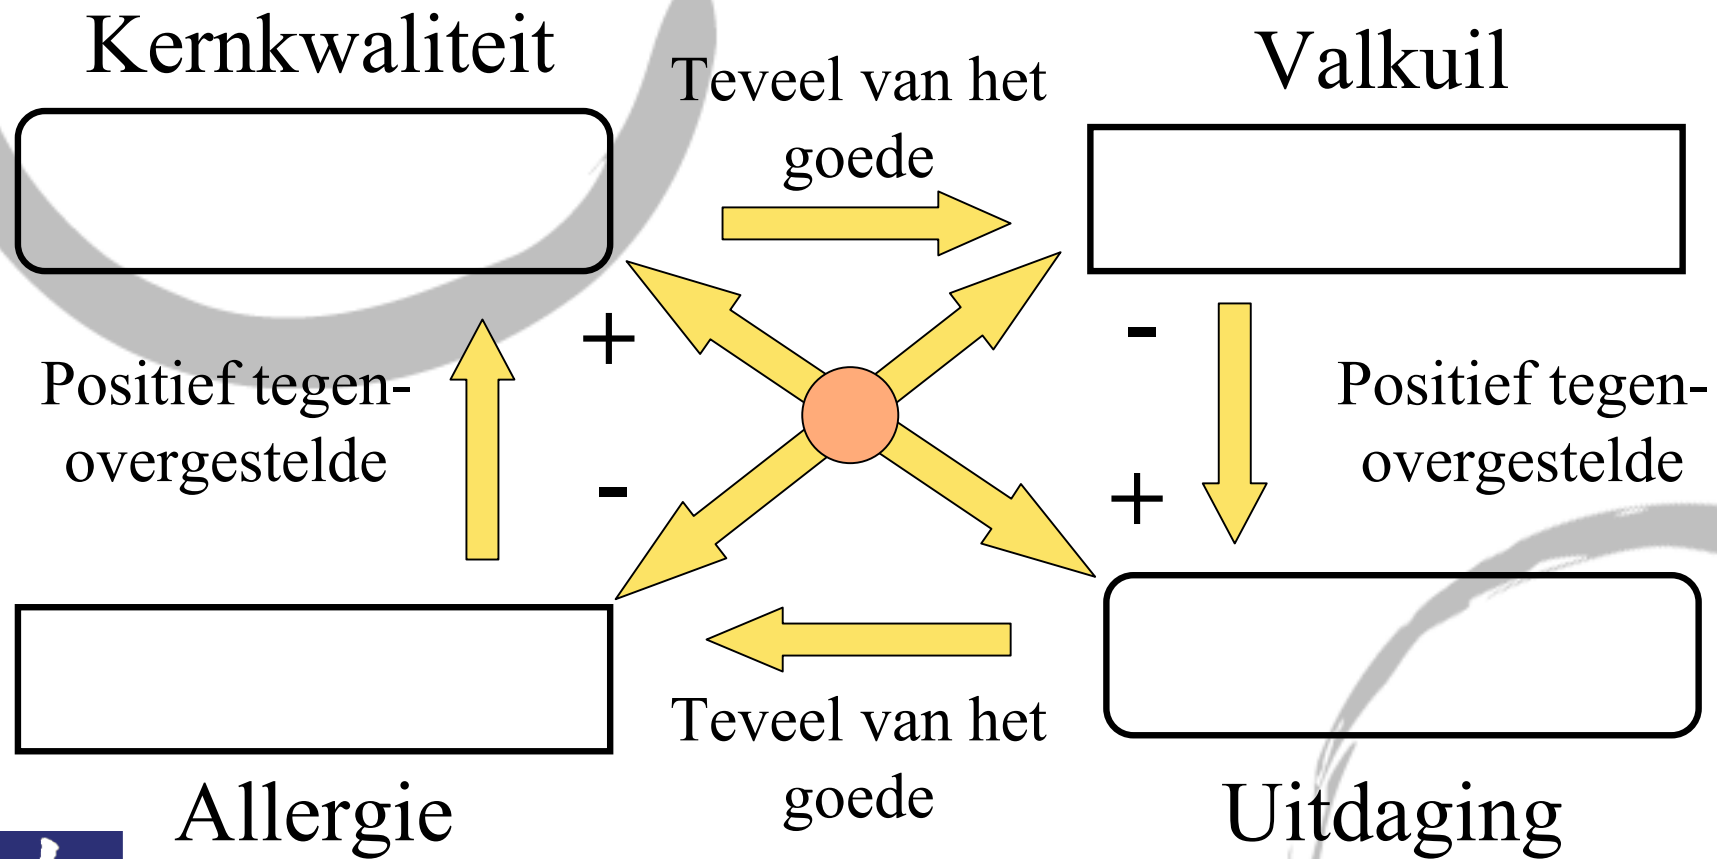 Kernkwaliteit
Teveel van het
goede
Valkuil
+
-
Positief tegen-
overgestelde
Positief tegen-
overgestelde
-
+
Teveel van het
goede
Allergie
Uitdaging